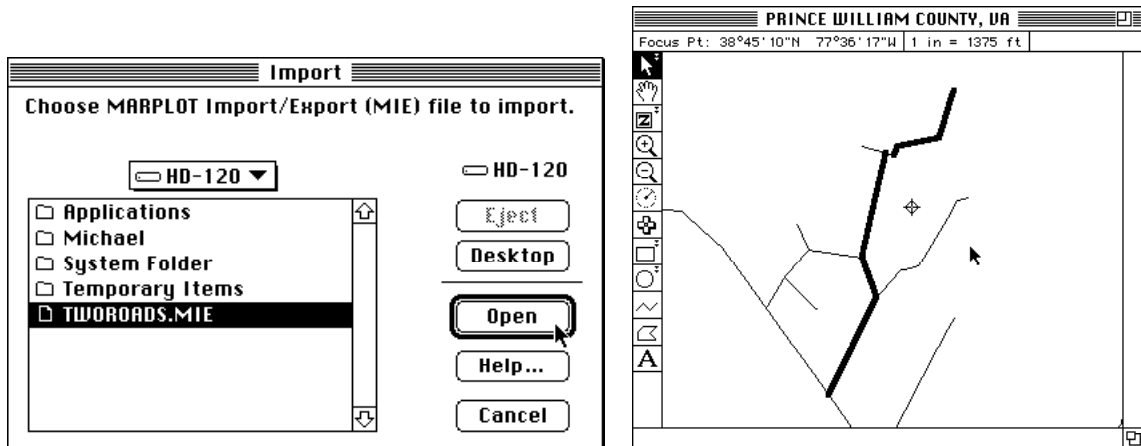 Import
Choose MARPLOT Import/Export (MIE) file to import.
HD-120
HD-120
Applications
Michael
System Folder
Temporary Items
TWOROADS.MIE
Eject
Desktop
Open
Help...
Cancel
PRINCE WILLIAM COUNTY, VA
Focus Pt: 38°45'10"N 77°36'17"W 1 in = 1375 ft
Z
A